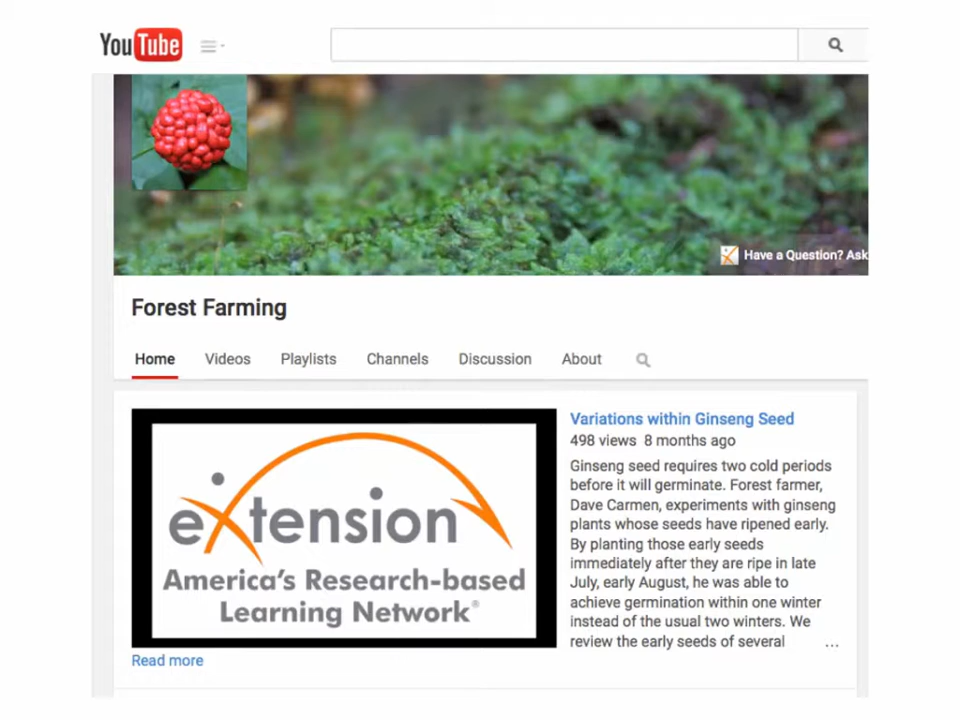 YouTube
Have a Question? Ask
Forest Farming
Home Videos Playlists Channels Discussion About
extension
America's Research-based
Learning Network®
Variations within Ginseng Seed
498 views 8 months ago
Ginseng seed requires two cold periods
before it will germinate. Forest farmer,
Dave Carmen, experiments with ginseng
plants whose seeds have ripened early.
By planting those early seeds
immediately after they are ripe in late
July, early August, he was able to
achieve germination within one winter
instead of the usual two winters. We
review the early seeds of several ...
Read more